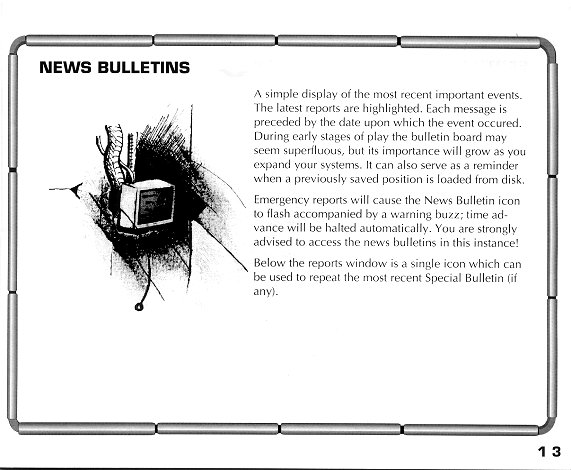 NEWS BULLETINS
A simple display of the most recent important events.
The latest reports are highlighted. Each message is
preceded by the date upon which the event occured.
During early stages of play the bulletin board may
seem superfluous, but its importance will grow as you
expand your systems. It can also serve as a reminder
when a previously saved position is loaded from disk.
Emergency reports will cause the News Bulletin icon
to flash accompanied by a warning buzz; time ad-
vance will be halted automatically. You are strongly
advised to access the news bulletins in this instance!
Below the reports window is a single icon which can
be used to repeat the most recent Special Bulletin (if
any).
13